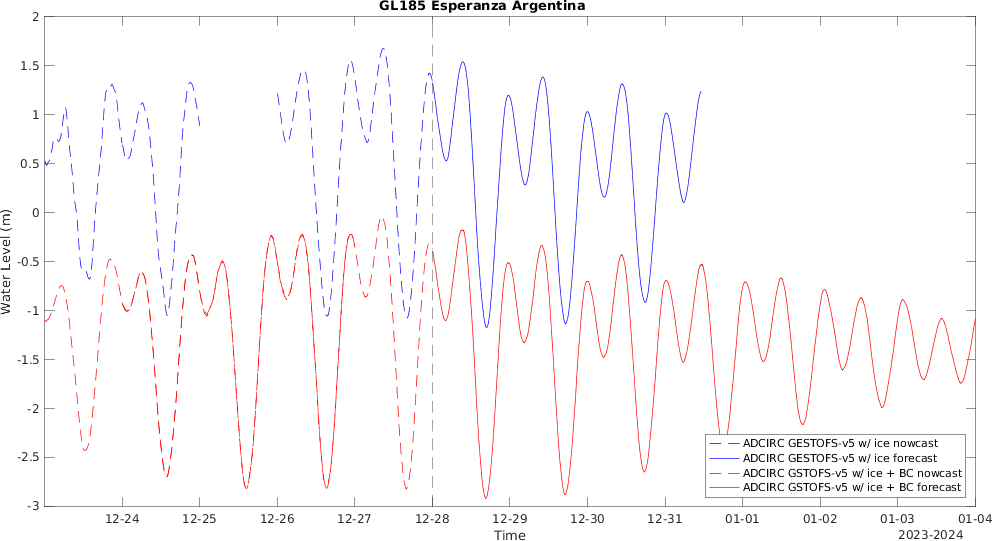 GL185 Esperanza Argentina
2
1.5
1
0.5
0
-0.5
-1
-1.5
-2
-2.5
-3
Water Level (m)
ADCIRC GESTOFS-v5 w/ ice nowcast
ADCIRC GESTOFS-v5 w/ ice forecast
ADCIRC GSTOFS-v5 w/ ice + BC nowcast
ADCIRC GSTOFS-v5 w/ ice + BC forecast
12-24 12-25 12-26 12-27 12-28 12-29 12-30 12-31 01-01 01-02 01-03 01-04
Time
2023-2024